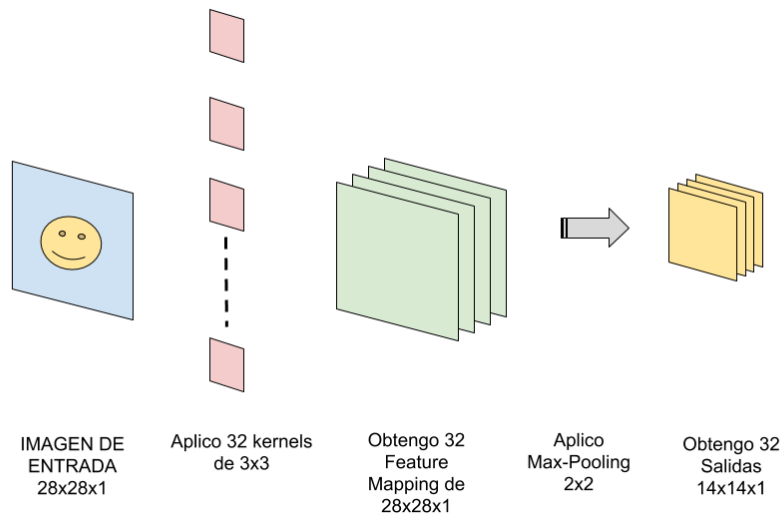 IMAGEN DE
ENTRADA
28x28x1
Aplico 32 kernels
de 3x3
Obtengo 32
Feature
Mapping de
28x28x1
Aplico
Max-Pooling
2x2
Obtengo 32
Salidas
14x14x1